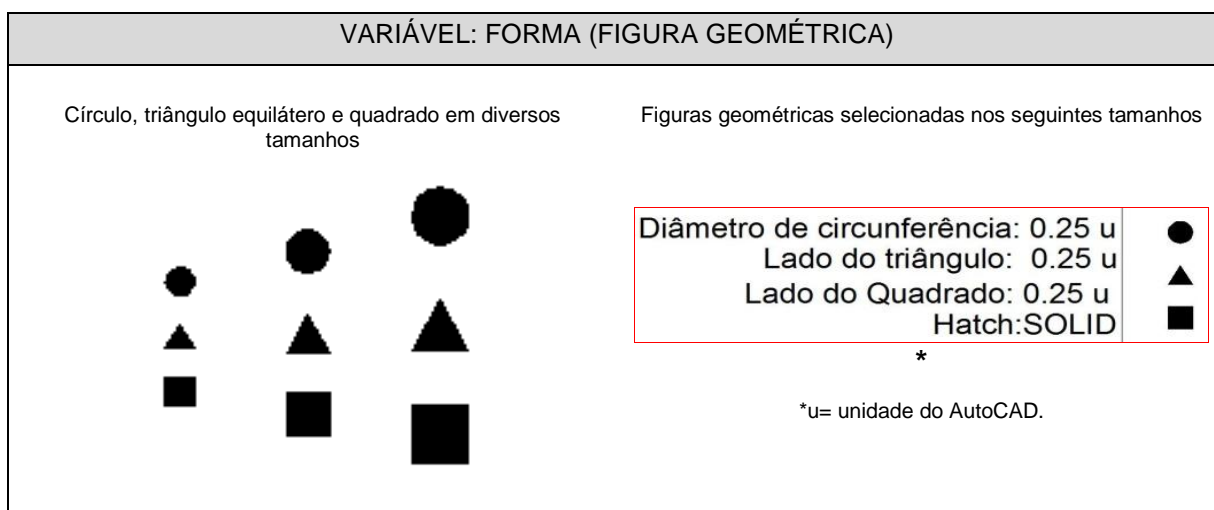 VARIÁVEL: FORMA (FIGURA GEOMÉTRICA)
Círculo, triângulo equilátero e quadrado em diversos
tamanhos
Figuras geométricas selecionadas nos seguintes tamanhos
Diâmetro de circunferência: 0.25 u
Lado do triângulo: 0.25 u
Lado do Quadrado: 0.25 u
Hatch:SOLID
*
*u= unidade do AutoCAD.